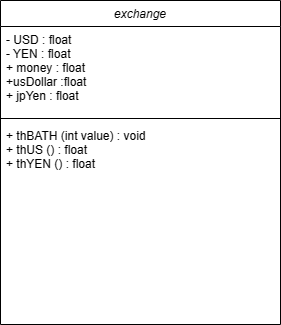 exchange
- USD : float
- YEN : float
+ money : float
+usDollar :float
+ jpYen : float
+ thBATH (int value) : void
+ thUS () : float
+ thYEN () : float